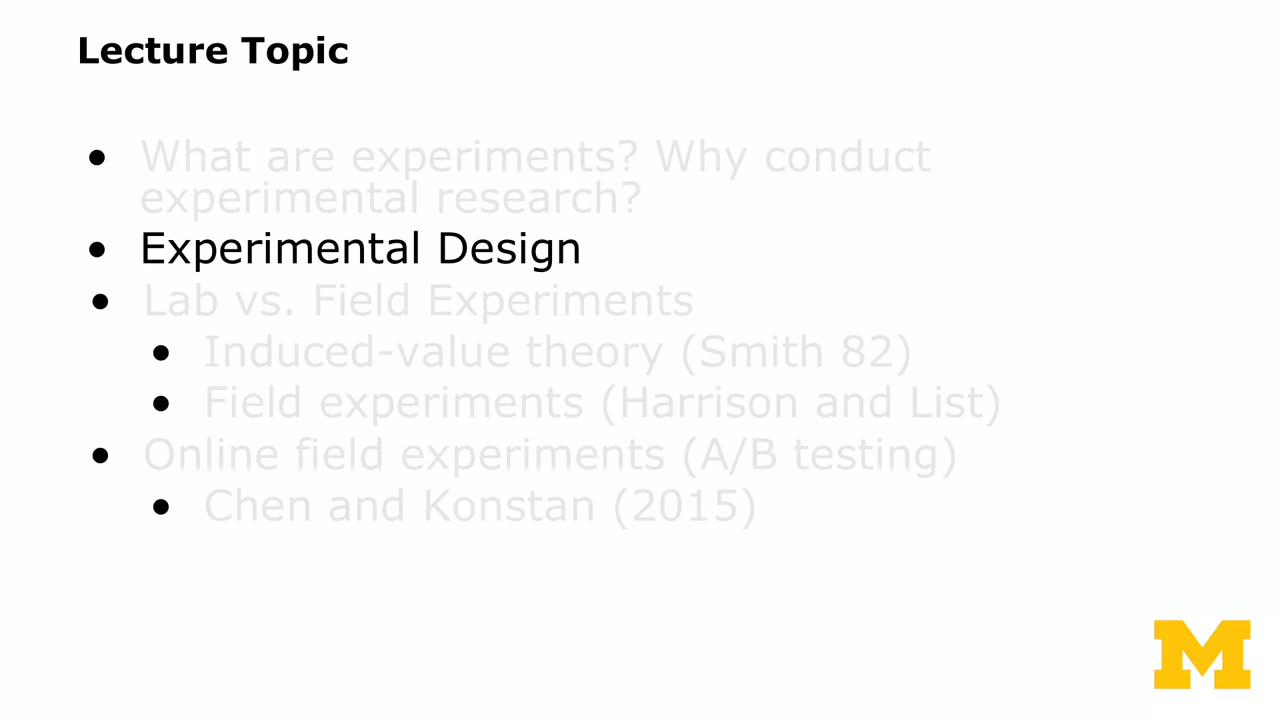 Lecture Topic
• What are experiments? Why conduct
experimental research?
• Experimental Design
• Lab vs. Field Experiments
• Induced-value theory (Smith 82)
• Field experiments (Harrison and List)
• Online field experiments (A/B testing)
• Chen and Konstan (2015)
M